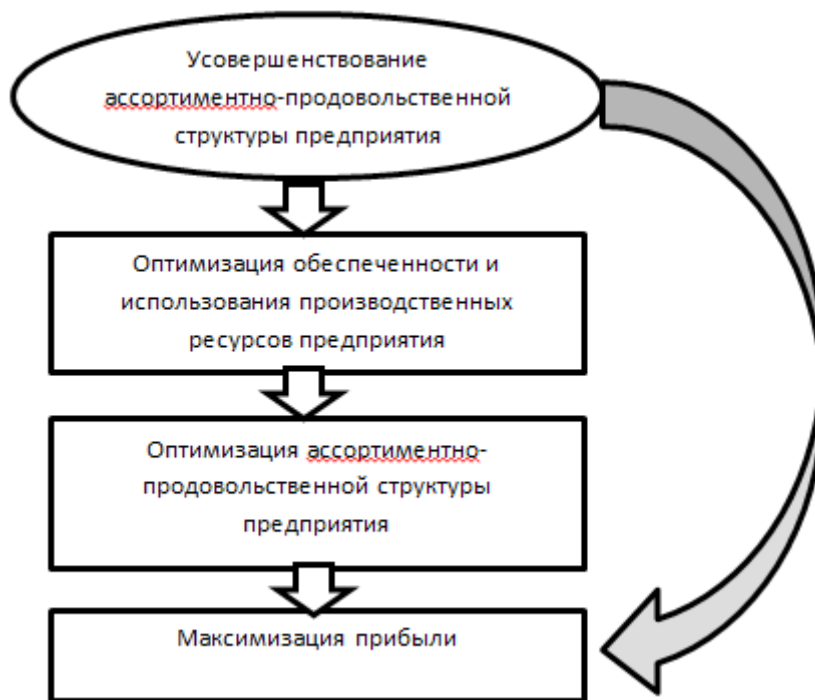 Усовершенствование
ассортиментно-продовольственной
структуры предприятия
Оптимизация обеспеченности и
использования производственных
ресурсов предприятия
Оптимизация ассортиментно-
продовольственной структуры
предприятия
Максимизация прибыли